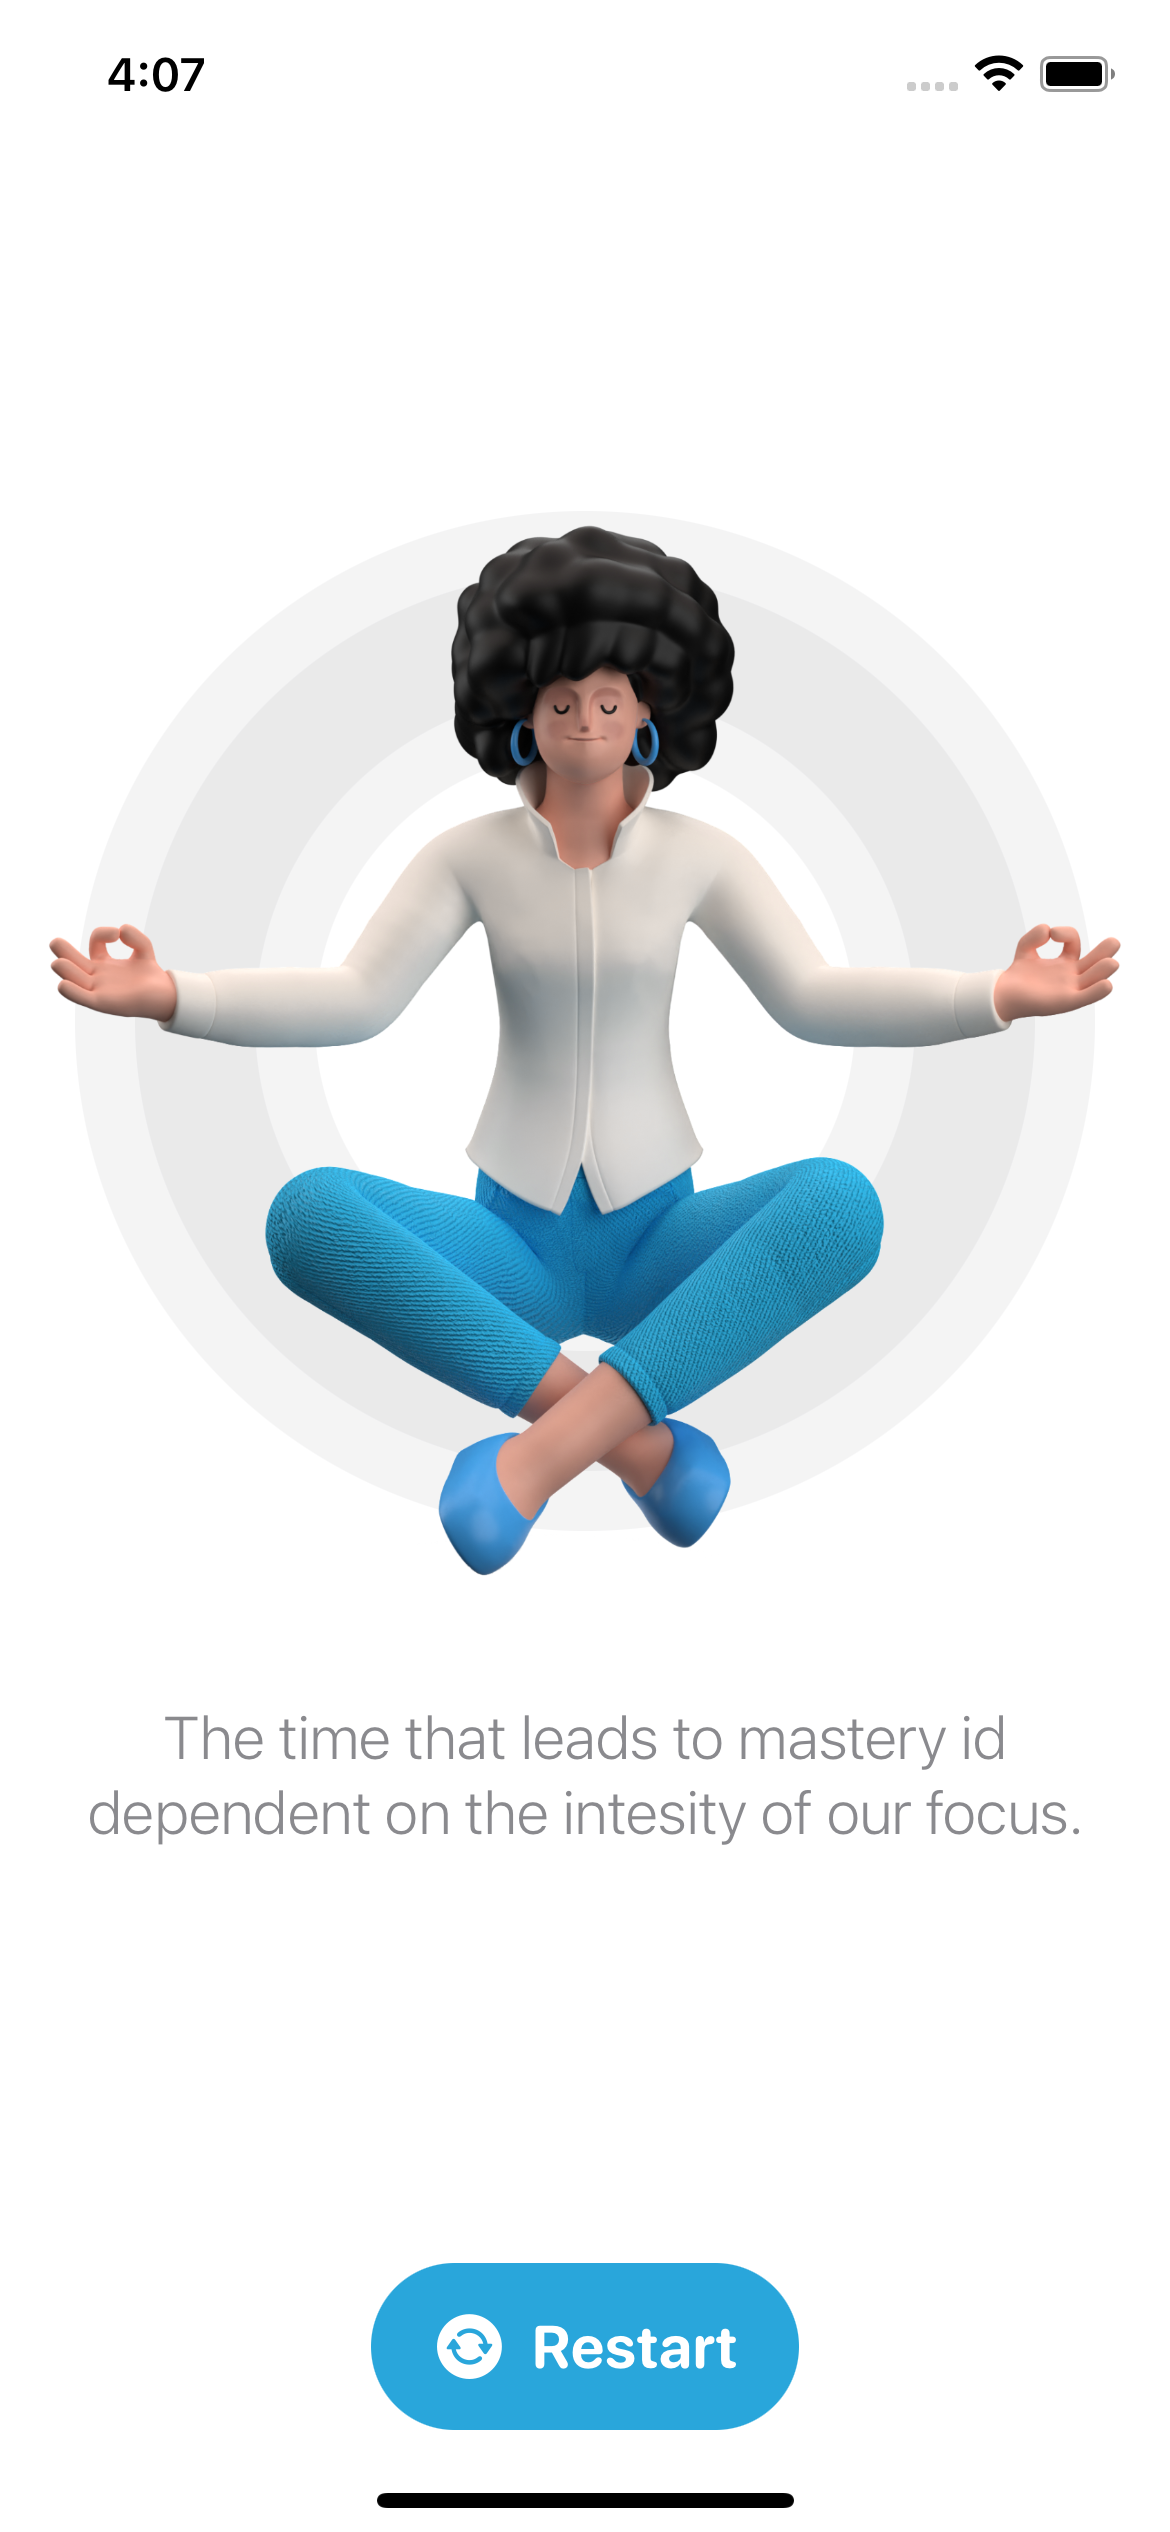 4:07
The time that leads to mastery id
dependent on the intesity of our focus.
Restart